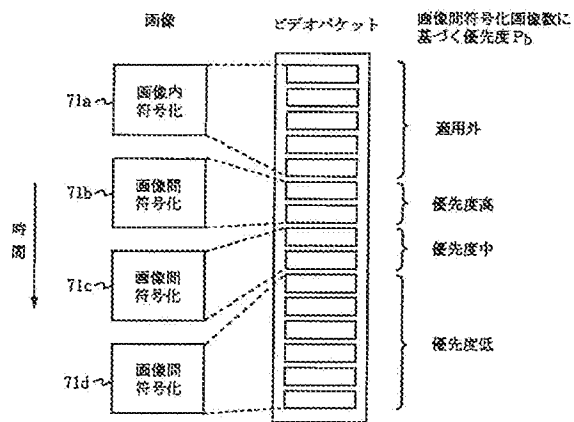 画像
ビデオパケット
画像間符号化画像数に
基づく優先度Pb
71a
画像内
符号化
適用外
71b
画像間
符号化
優先度高
時間
71c
画像間
符号化
優先度中
71d
画像間
符号化
優先度低